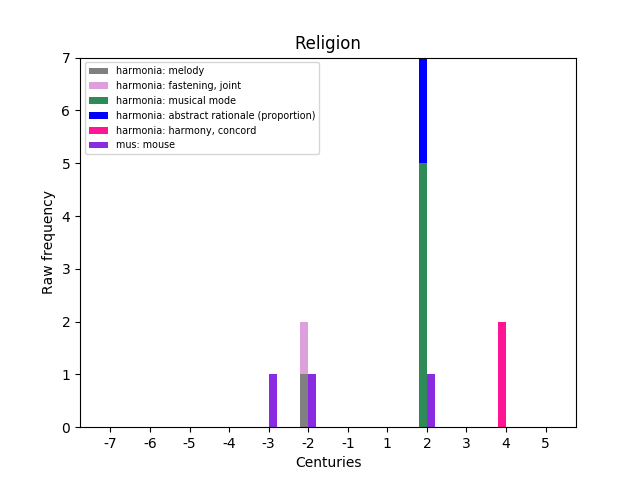 Religion
harmonia: melody
harmonia: fastening, joint
harmonia: musical mode
harmonia: abstract rationale (proportion)
harmonia: harmony, concord
mus: mouse
Raw frequency
7
6
5
4
3
2
1
0
-7 -6 -5 -4 -3 -2 -1 1 2 3 4 5
Centuries